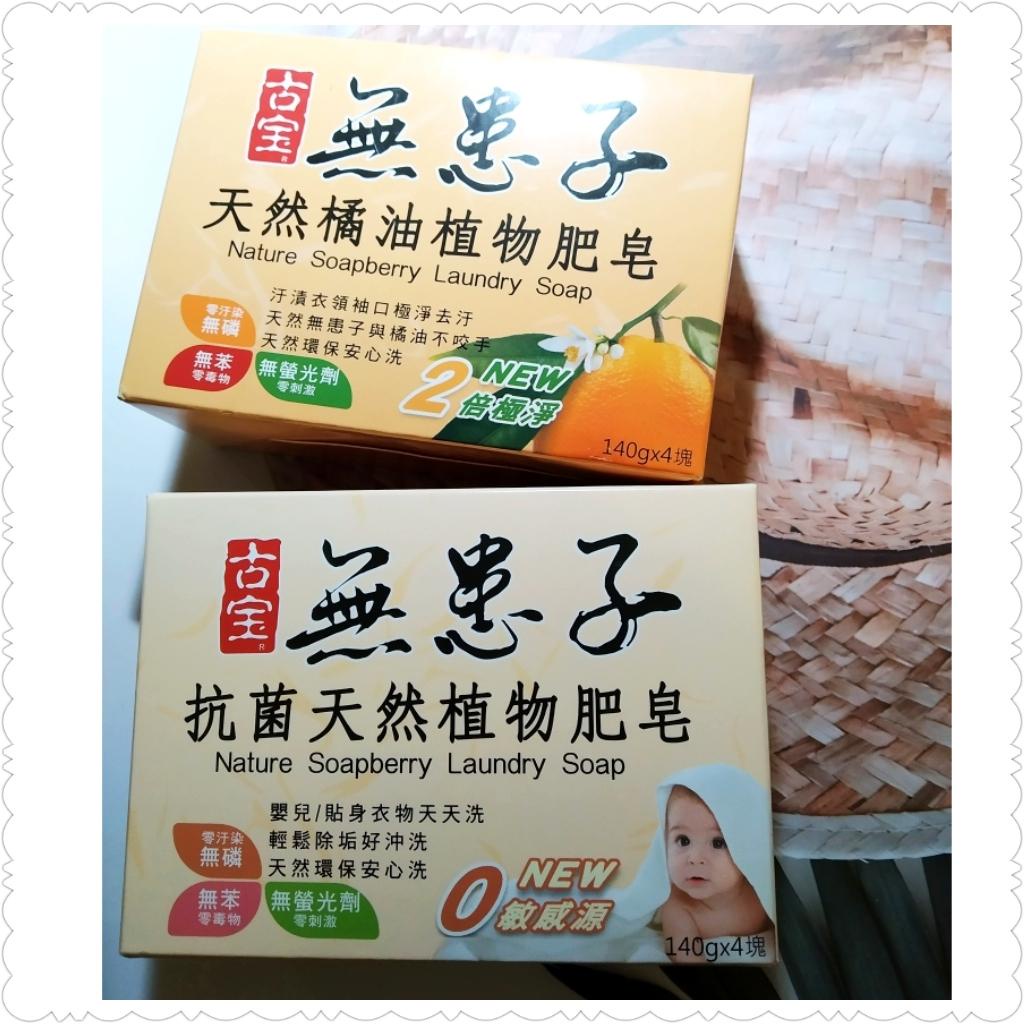 古宝
R
無患子
天然橘油植物肥皂
Nature Soapberry Laundry Soap
汙漬衣領袖口極淨去汙
天然無患子與橘油不咬手
天然環保安心洗
零汙染
無磷
無苯
零毒物
無螢光劑
零刺激
2 NEW
倍極淨
140gx4塊
古宝
R
無患子
抗菌天然植物肥皂
Nature Soapberry Laundry Soap
嬰兒/貼身衣物天天洗
輕鬆除垢好沖洗
天然環保安心洗
零汙染
無磷
無苯
零毒物
無螢光劑
零刺激
0 NEW
敏感源
140gx4塊